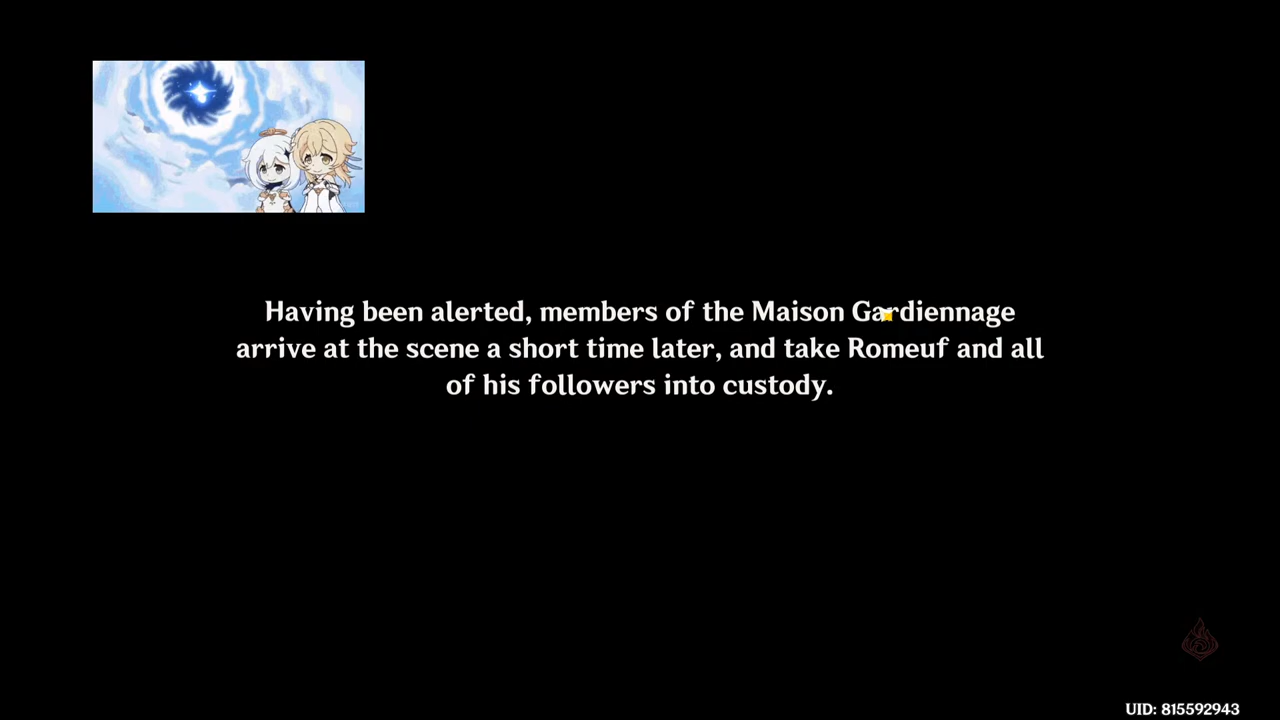 Having been alerted, members of the Maison Gardiennage
arrive at the scene a short time later, and take Romeuf and all
of his followers into custody.
UID: 815592943